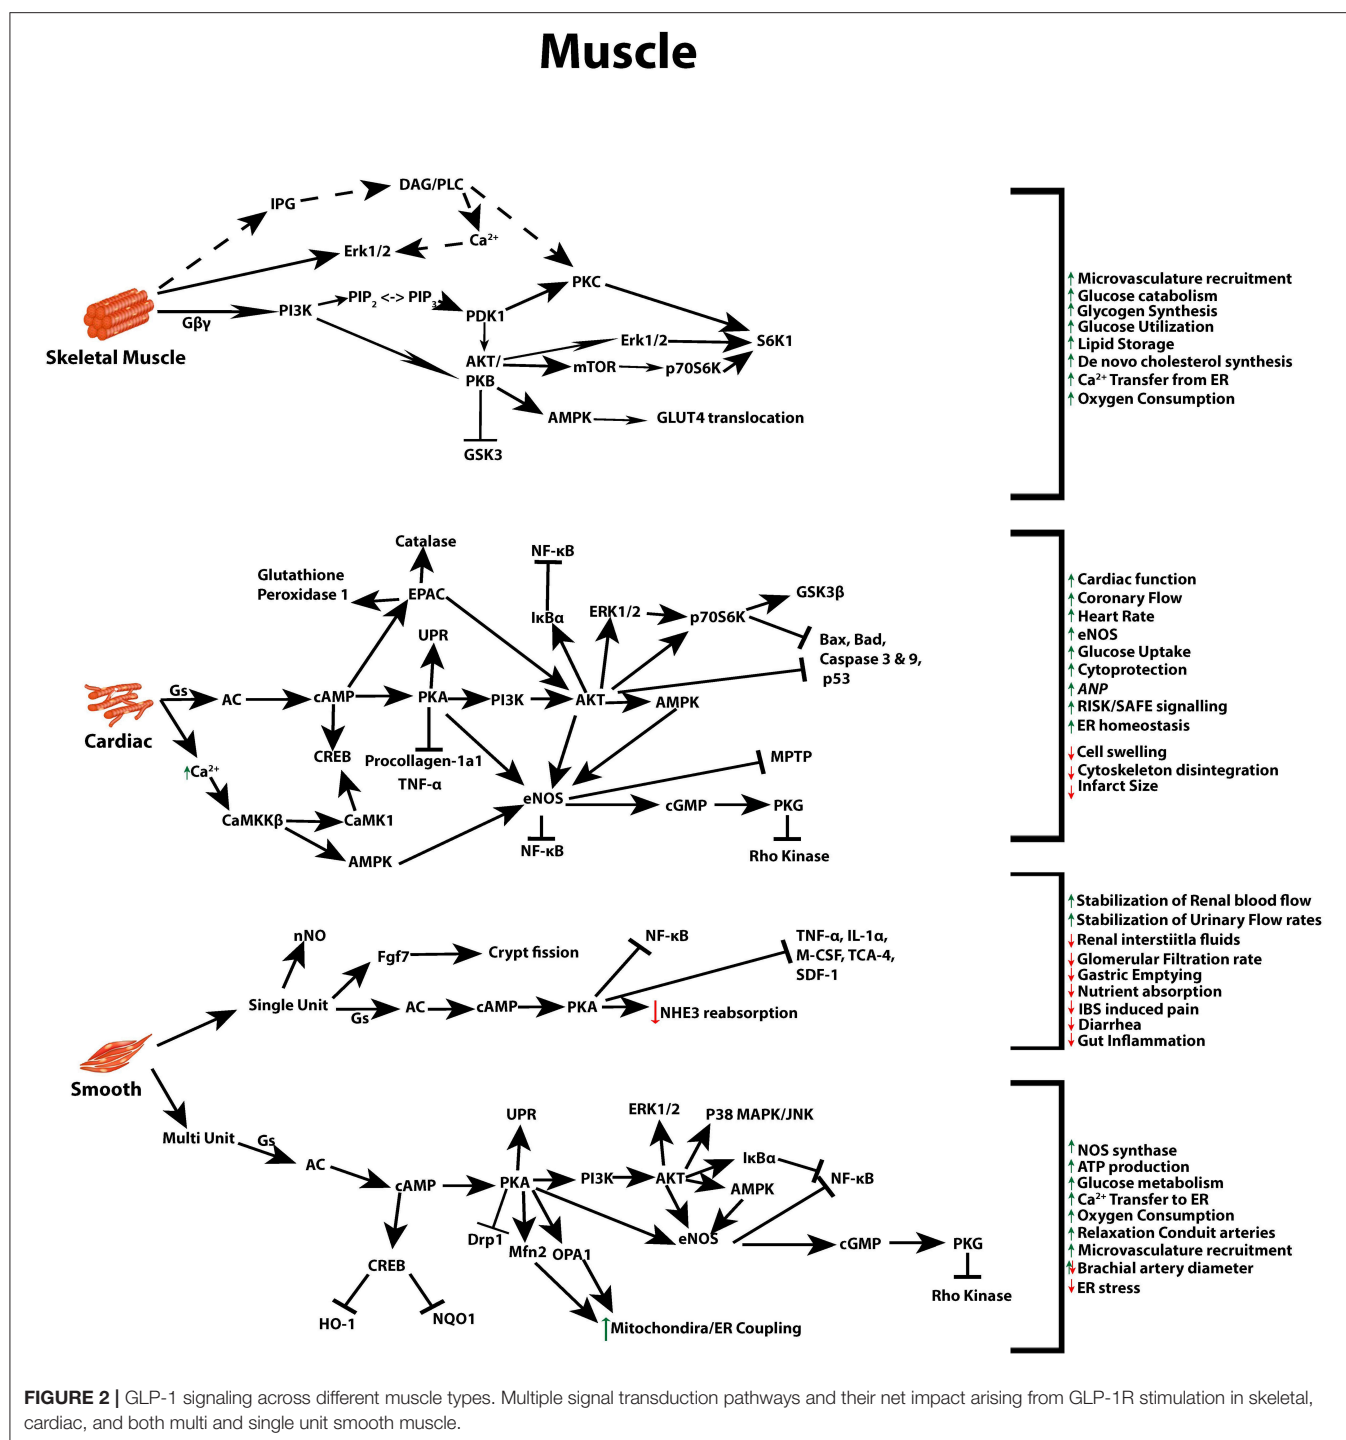 Muscle
DAG/PLC
IPG
Ca²⁺
Erk1/2
PKC
PIP₂ <-> PIP₃
PI3K
PDK1
Gβγ
Skeletal Muscle
Erk1/2
S6K1
AKT/
PKB
mTOR
p70S6K
AMPK
GLUT4 translocation
GSK3
↑Microvasculature recruitment
↑Glucose catabolism
↑Glycogen Synthesis
↑Glucose Utilization
↑Lipid Storage
↑De novo cholesterol synthesis
↑Ca²⁺ Transfer from ER
↑Oxygen Consumption
Catalase
NF-κB
Glutathione
Peroxidase 1
EPAC
GSK3β
IκBα
ERK1/2
p70S6K
UPR
Bax, Bad,
Caspase 3 & 9,
p53
Gs
AC
cAMP
PKA
PI3K
AKT
AMPK
Cardiac
CREB
Procollagen-1a1
TNF-α
MPTP
↑Ca²⁺
eNOS
cGMP
PKG
CaMKKβ
CaMK1
NF-κB
AMPK
Rho Kinase
↑Cardiac function
↑Coronary Flow
↑Heart Rate
↑eNOS
↑Glucose Uptake
↑Cytoprotection
↑ANP
↑RISK/SAFE signalling
↑ER homeostasis
↓Cell swelling
↓Cytoskeleton disintegration
↓Infarct Size
nNO
NF-κB
TNF-α, IL-1α,
M-CSF, TCA-4,
SDF-1
Fgf7
Crypt fission
Single Unit
Gs
AC
cAMP
PKA
↓NHE3 reabsorption
Smooth
↑Stabilization of Renal blood flow
↑Stabilization of Urinary Flow rates
↓Renal interstiitla fluids
↓Glomerular Filtration rate
↓Gastric Emptying
↓Nutrient absorption
↓IBS induced pain
↓Diarrhea
↓Gut Inflammation
UPR
ERK1/2
P38 MAPK/JNK
Multi Unit
Gs
AC
cAMP
PKA
PI3K
AKT
IκBα
AMPK
NF-κB
Drp1
Mfn2
OPA1
eNOS
cGMP
PKG
CREB
Rho Kinase
HO-1
NQO1
↑Mitochondira/ER Coupling
↑NOS synthase
↑ATP production
↑Glucose metabolism
↑Ca²⁺ Transfer to ER
↑Oxygen Consumption
↑Relaxation Conduit arteries
↑Microvasculature recruitment
↑↓Brachial artery diameter
↓ER stress
FIGURE 2 | GLP-1 signaling across different muscle types. Multiple signal transduction pathways and their net impact arising from GLP-1R stimulation in skeletal,
cardiac, and both multi and single unit smooth muscle.